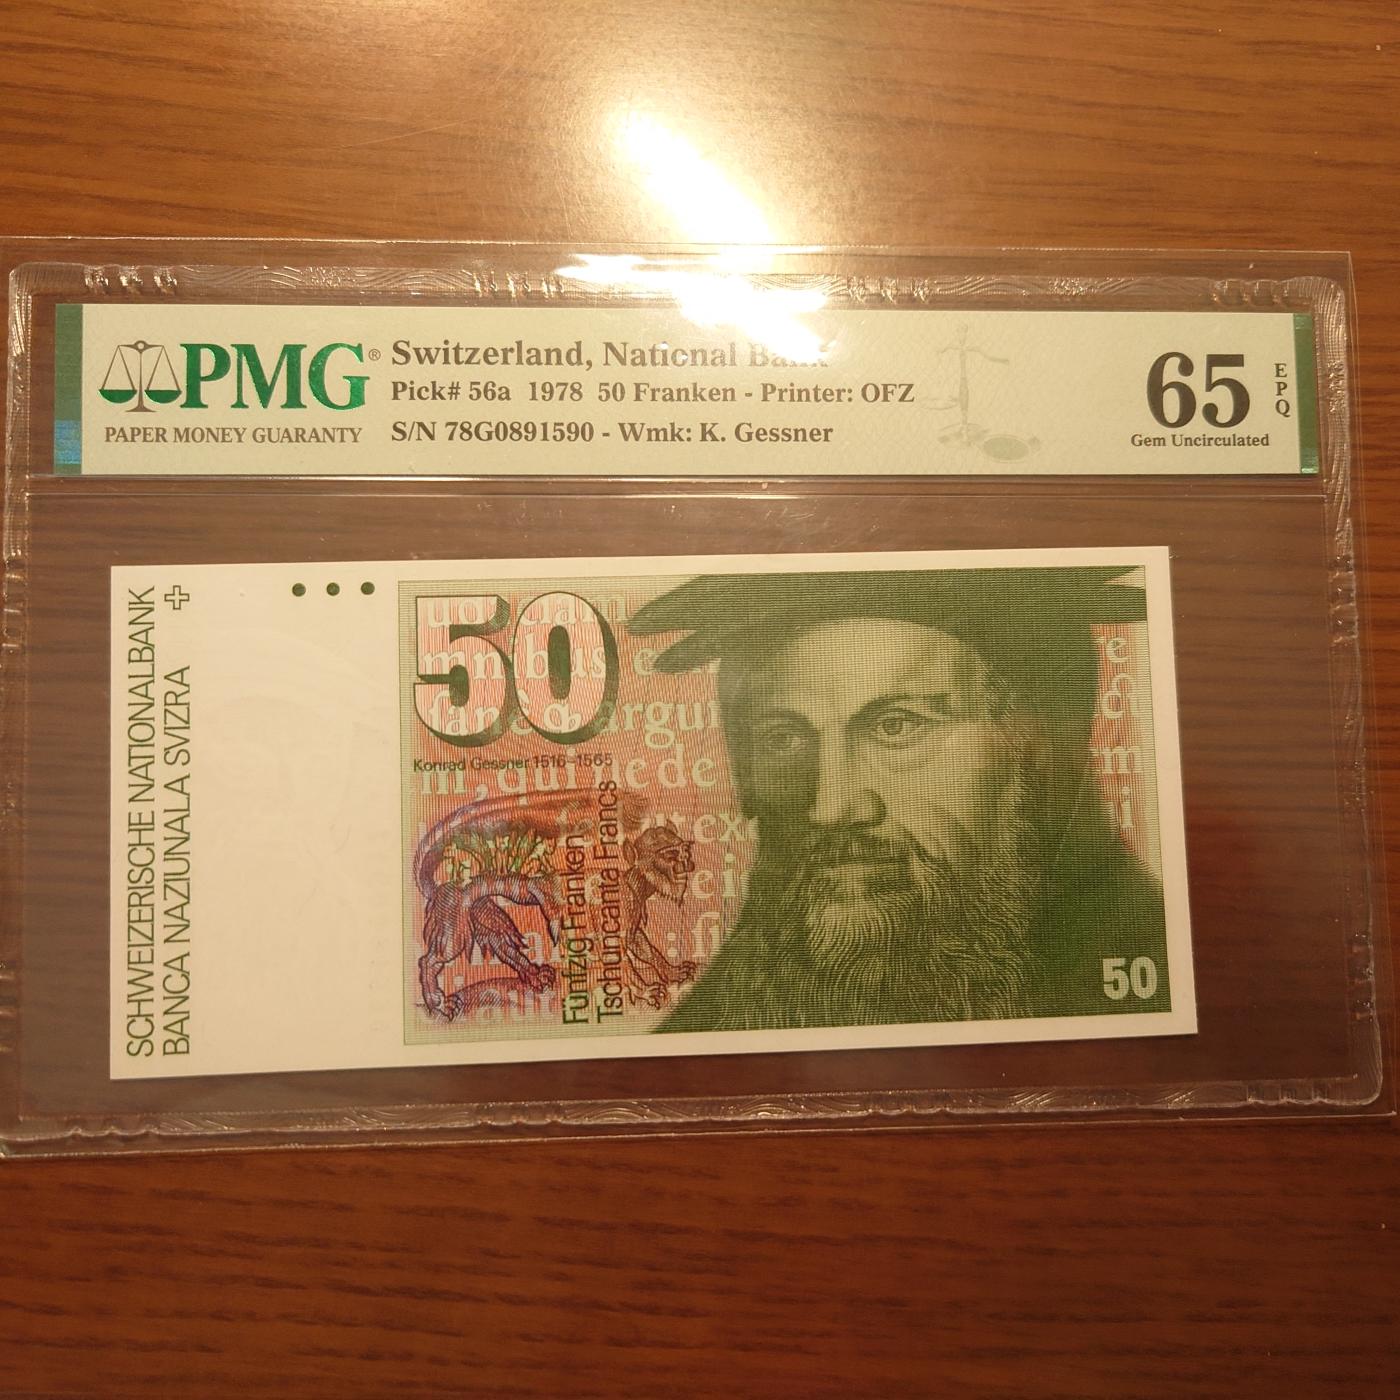 PMG®
PAPER MONEY GUARANTY
Switzerland, National Bank
Pick# 56a 1978 50 Franken - Printer: OFZ
S/N 78G0891590 - Wmk: K. Gessner
65
EPQ
Gem Uncirculated
SCHWEIZERISCHE NATIONALBANK
BANCA NAZIUNALA SVIZRA
50
Konrad Gessner 1516-1565
Fünfzig Franken
Tschuncanta Francs
50